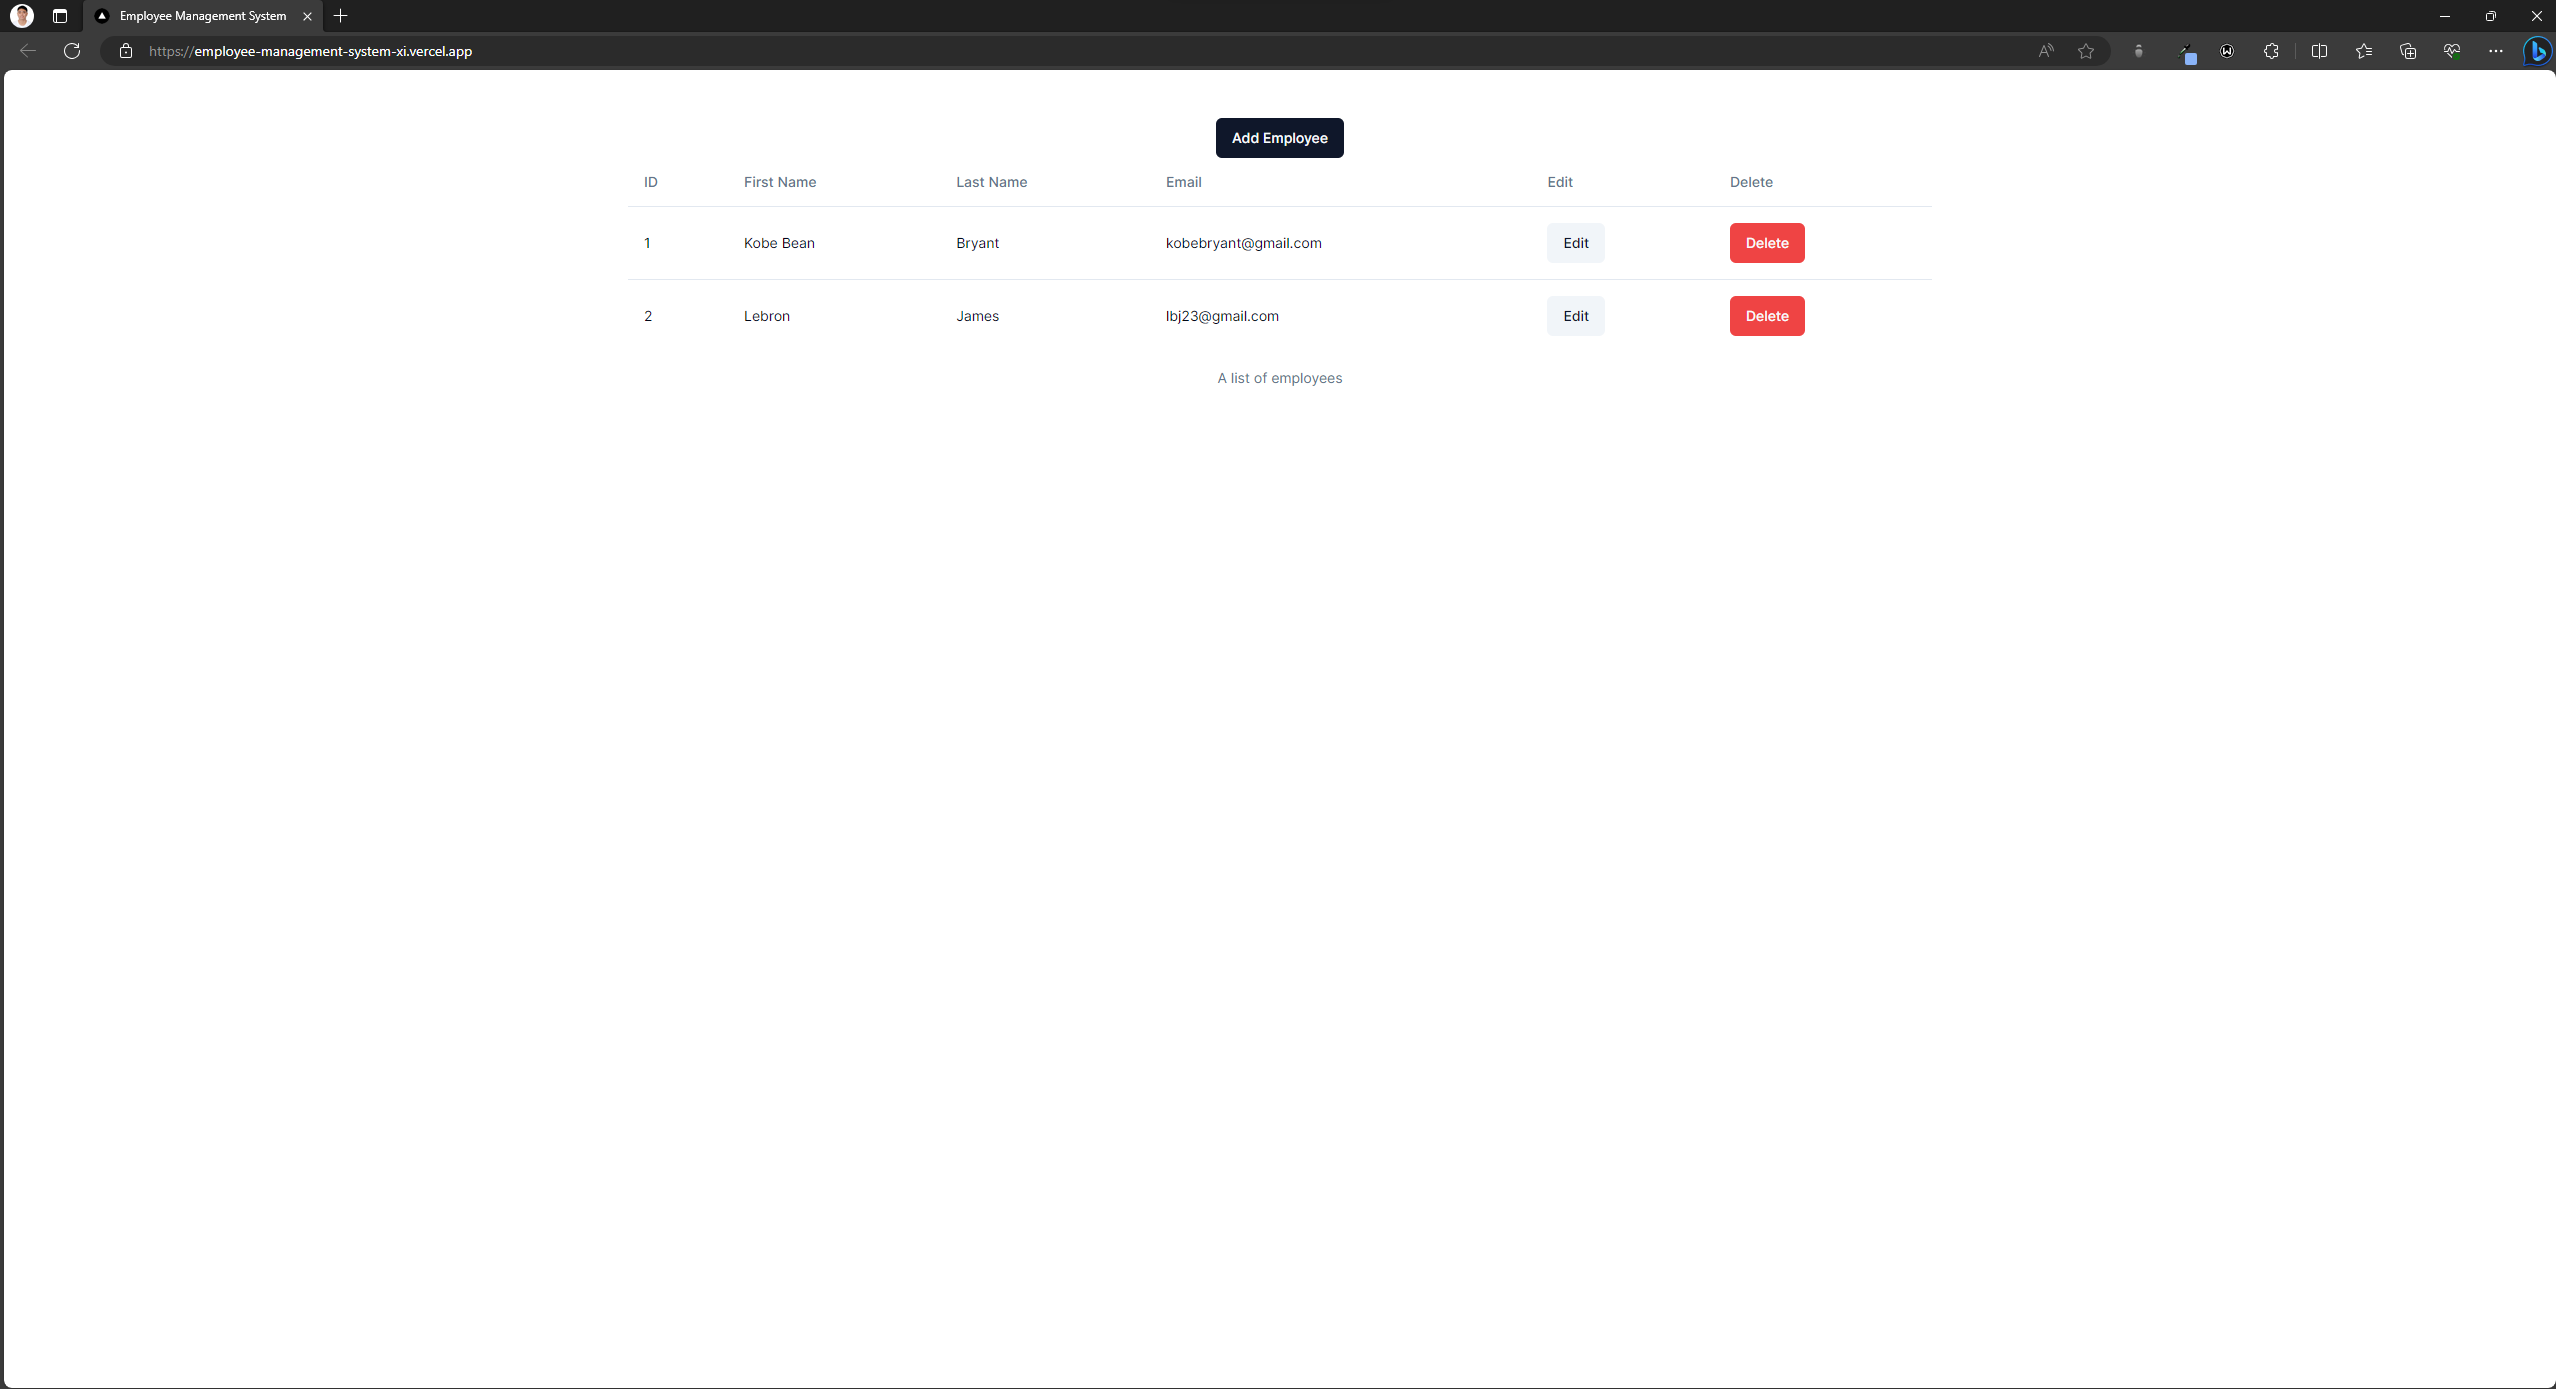 Employee Management System
https://employee-management-system-xi.vercel.app
Add Employee
ID First Name Last Name Email Edit Delete
1 Kobe Bean Bryant kobebryant@gmail.com Edit Delete
2 Lebron James lbj23@gmail.com Edit Delete
A list of employees